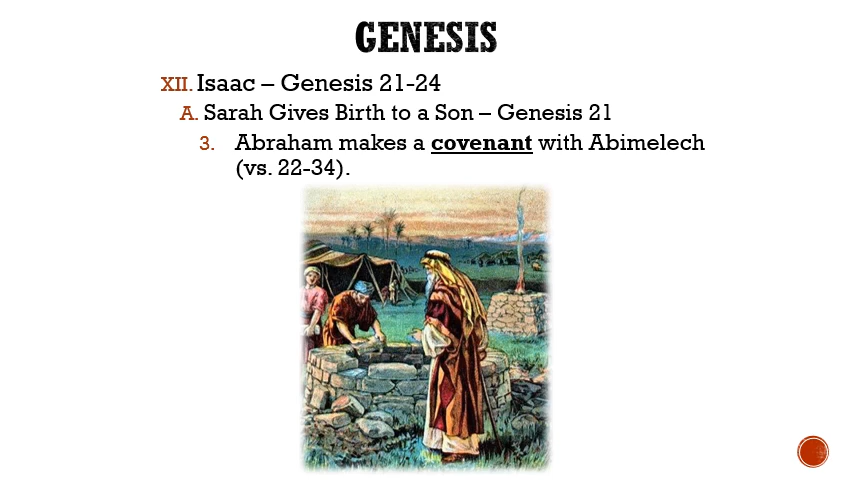 GENESIS
XII. Isaac – Genesis 21-24
A. Sarah Gives Birth to a Son – Genesis 21
3. Abraham makes a covenant with Abimelech
(vs. 22-34).